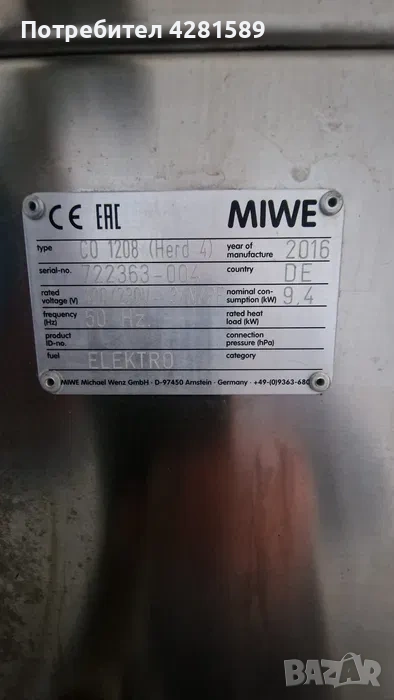 Потребител 4281589
CE EAC MIWE
type CO 1208 (Herd 4) year of manufacture 2016
serial-no. 722363-004 country DE
rated voltage (V) nominal consumption (kW) 9,4
frequency (Hz) 50 Hz rated heat load (kW)
product ID-no. connection pressure (hPa)
fuel ELEKTRO category
MIWE Michael Wenz GmbH · D-97450 Arnstein · Germany · +49-(0)9363-680
BAZAR